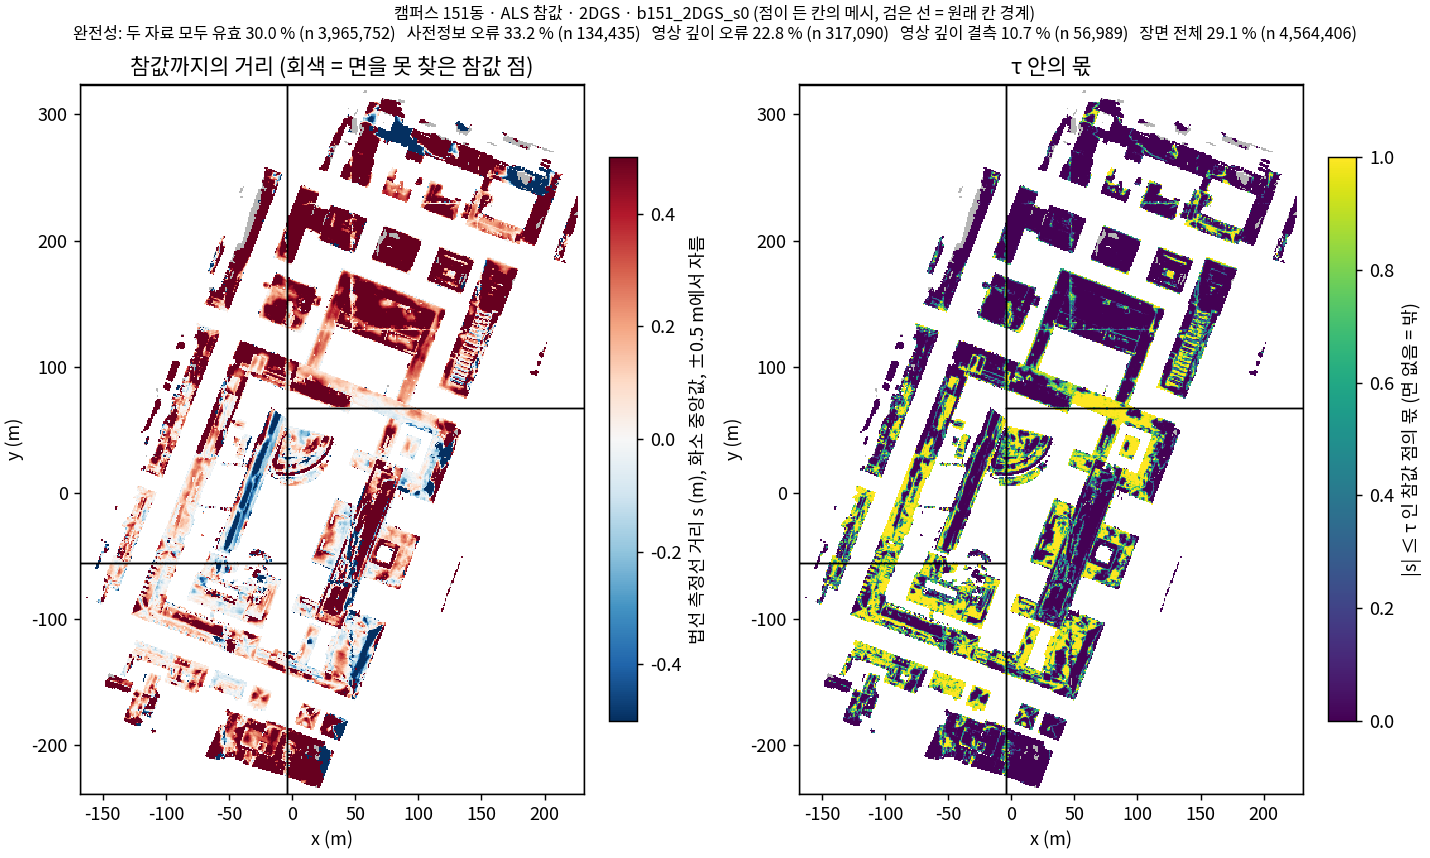 캠퍼스 151동 · ALS 참값 · 2DGS · b151_2DGS_s0 (점이 든 칸의 메시, 검은 선 = 원래 칸 경계)
완전성: 두 자료 모두 유효 30.0 % (n 3,965,752)   사전정보 오류 33.2 % (n 134,435)   영상 깊이 오류 22.8 % (n 317,090)   영상 깊이 결측 10.7 % (n 56,989)   장면 전체 29.1 % (n 4,564,406)
참값까지의 거리 (회색 = 면을 못 찾은 참값 점)
300
200
100
0
-100
-200
y (m)
-150 -100 -50 0 50 100 150 200
x (m)
0.4
0.2
0.0
-0.2
-0.4
법선 측정선 거리 s (m), 화소 중앙값, ±0.5 m에서 자름
τ 안의 몫
300
200
100
0
-100
-200
y (m)
-150 -100 -50 0 50 100 150 200
x (m)
1.0
0.8
0.6
0.4
0.2
0.0
|s| ≤ τ 인 참값 점의 몫 (면 없음 = 밖)